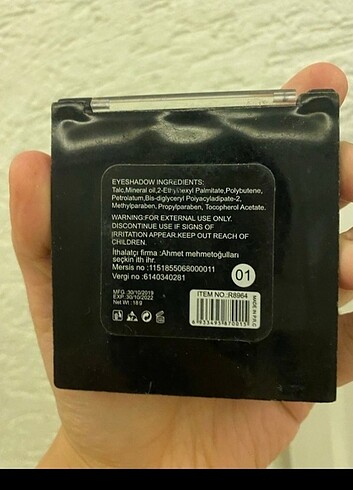 EYESHADOW INGREDIENTS:
Talc,Mineral oil,2-Ethylhexyl Palmitate,Polybutene,
Petrolatum,Bis-diglyceryl Polyacyladipate-2,
Methylparaben, Propylparaben, Tocopherol Acetate.
WARNING:FOR EXTERNAL USE ONLY.
DISCONTINUE USE IF SIGNS OF
IRRITATION APPEAR.KEEP OUT REACH OF
CHILDREN.
İthalatçı firma :Ahmet mehmetoğulları
seçkin ith ihr.
Mersis no :1151855068000011
Vergi no :6140340281
01
MFG: 30/10/2019
EXP: 30/10/2022
Net Wt : 18g
ITEM NO.:R8964
MADE IN P.R.C